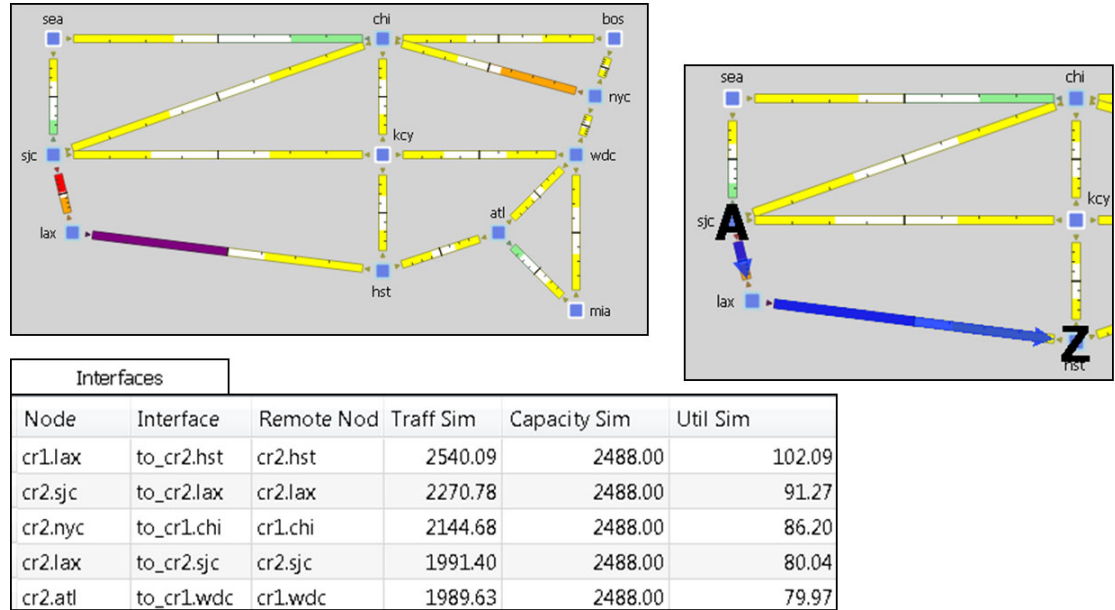 sea chi bos
nyc
sjc kcy wdc
lax atl
hst
mia
sea chi
kcy
sjc A
lax
Z
hst
Interfaces
Node Interface Remote Nod Traff Sim Capacity Sim Util Sim
cr1.lax to_cr2.hst cr2.hst 2540.09 2488.00 102.09
cr2.sjc to_cr2.lax cr2.lax 2270.78 2488.00 91.27
cr2.nyc to_cr1.chi cr1.chi 2144.68 2488.00 86.20
cr2.lax to_cr2.sjc cr2.sjc 1991.40 2488.00 80.04
cr2.atl to_cr1.wdc cr1.wdc 1989.63 2488.00 79.97